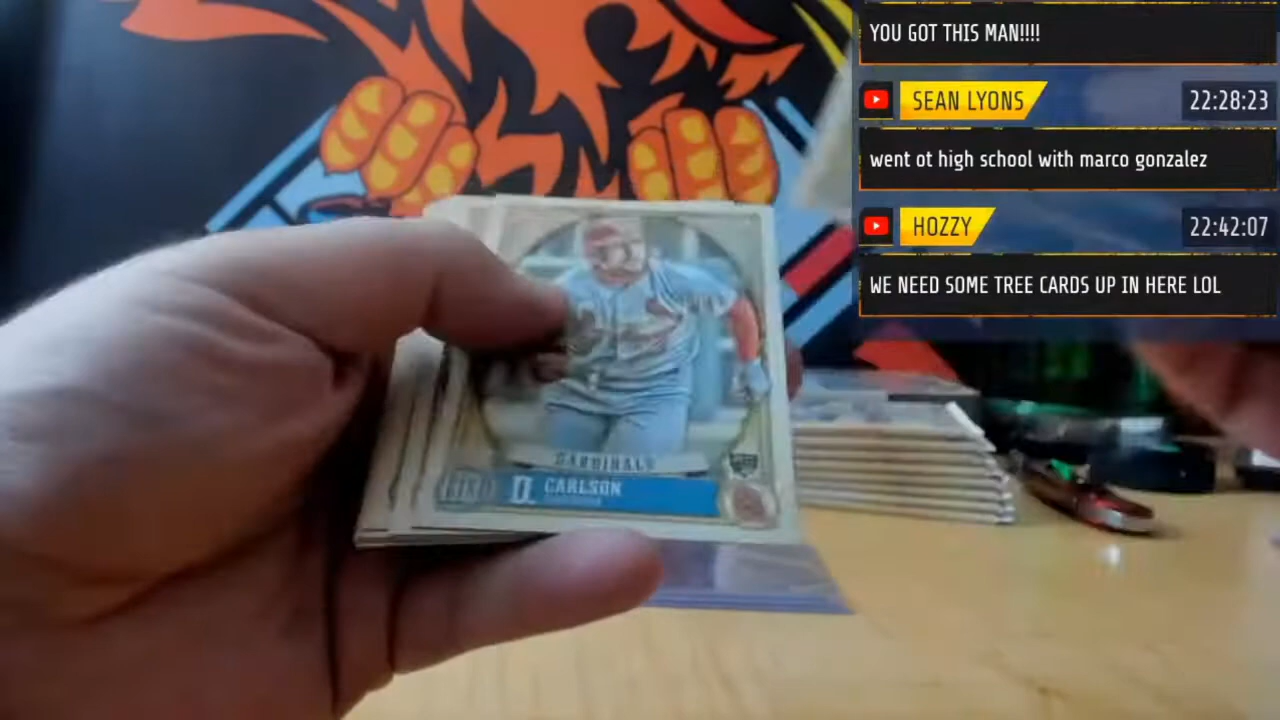 YOU GOT THIS MAN!!!!
SEAN LYONS 22:28:23
went ot high school with marco gonzalez
HOZZY 22:42:07
WE NEED SOME TREE CARDS UP IN HERE LOL
CARDINALS
D. CARLSON